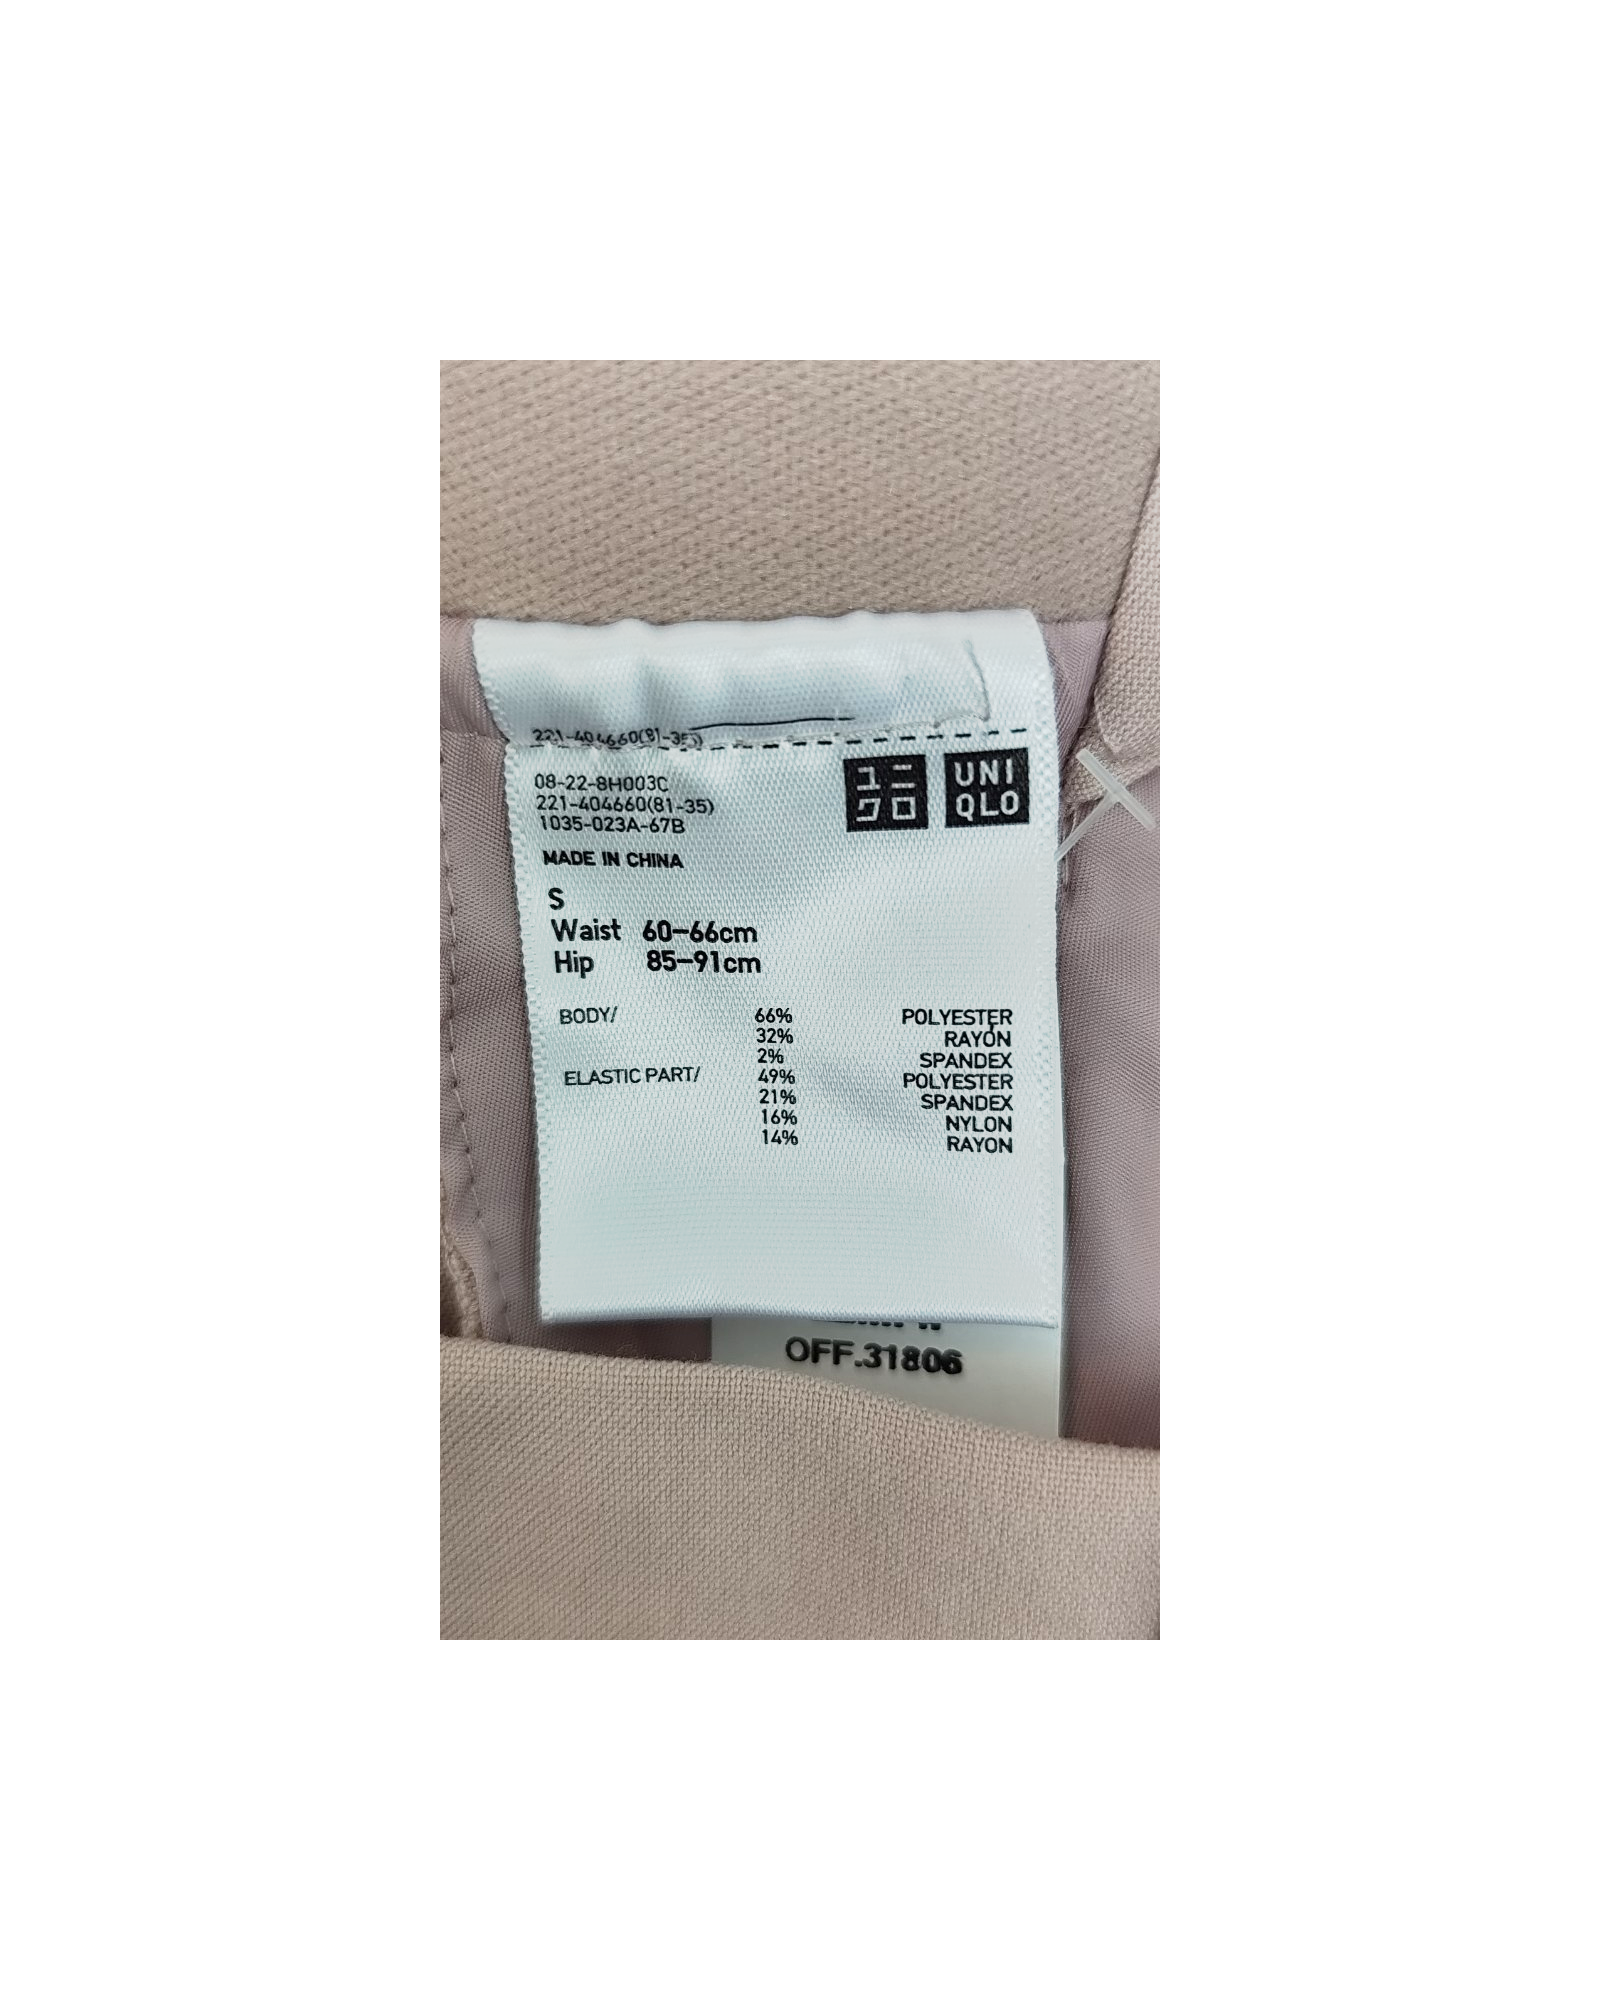 221-404660(81-35)
08-22-8H003C
221-404660(81-35)
1035-023A-67B
ユニ
クロ
UNI
QLO
MADE IN CHINA
S
Waist 60-66cm
Hip 85-91cm
BODY/ 66% POLYESTER
32% RAYON
2% SPANDEX
ELASTIC PART/ 49% POLYESTER
21% SPANDEX
16% NYLON
14% RAYON
OFF.31806